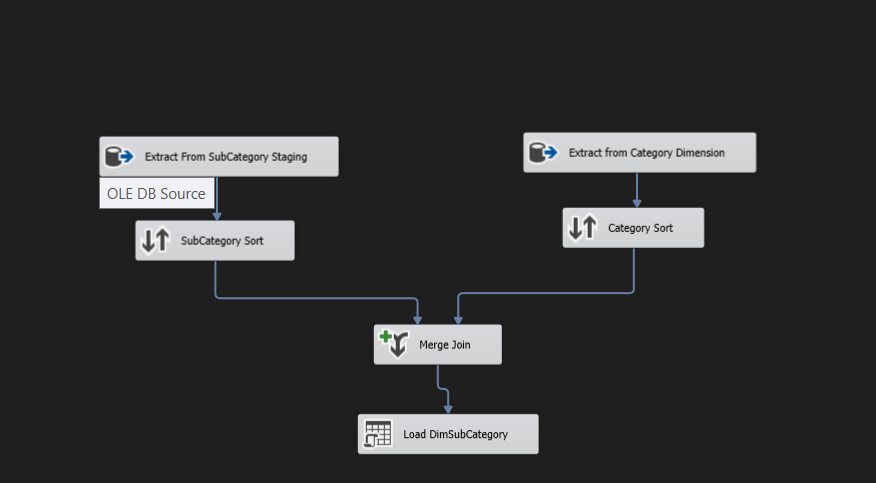 Extract From SubCategory Staging
Extract from Category Dimension
OLE DB Source
SubCategory Sort
Category Sort
Merge Join
Load DimSubCategory